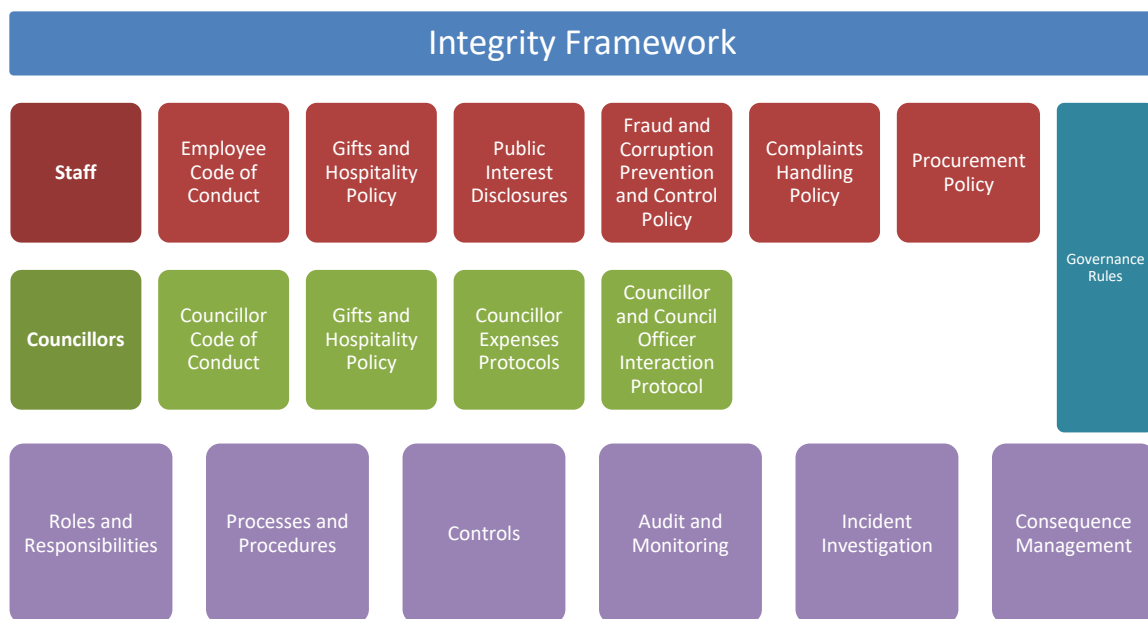 Integrity Framework
Staff
Employee
Code of
Conduct
Gifts and
Hospitality
Policy
Public
Interest
Disclosures
Fraud and
Corruption
Prevention
and Control
Policy
Complaints
Handling
Policy
Procurement
Policy
Governance
Rules
Councillors
Councillor
Code of
Conduct
Gifts and
Hospitality
Policy
Councillor
Expenses
Protocols
Councillor
and Council
Officer
Interaction
Protocol
Roles and
Responsibilities
Processes and
Procedures
Controls
Audit and
Monitoring
Incident
Investigation
Consequence
Management